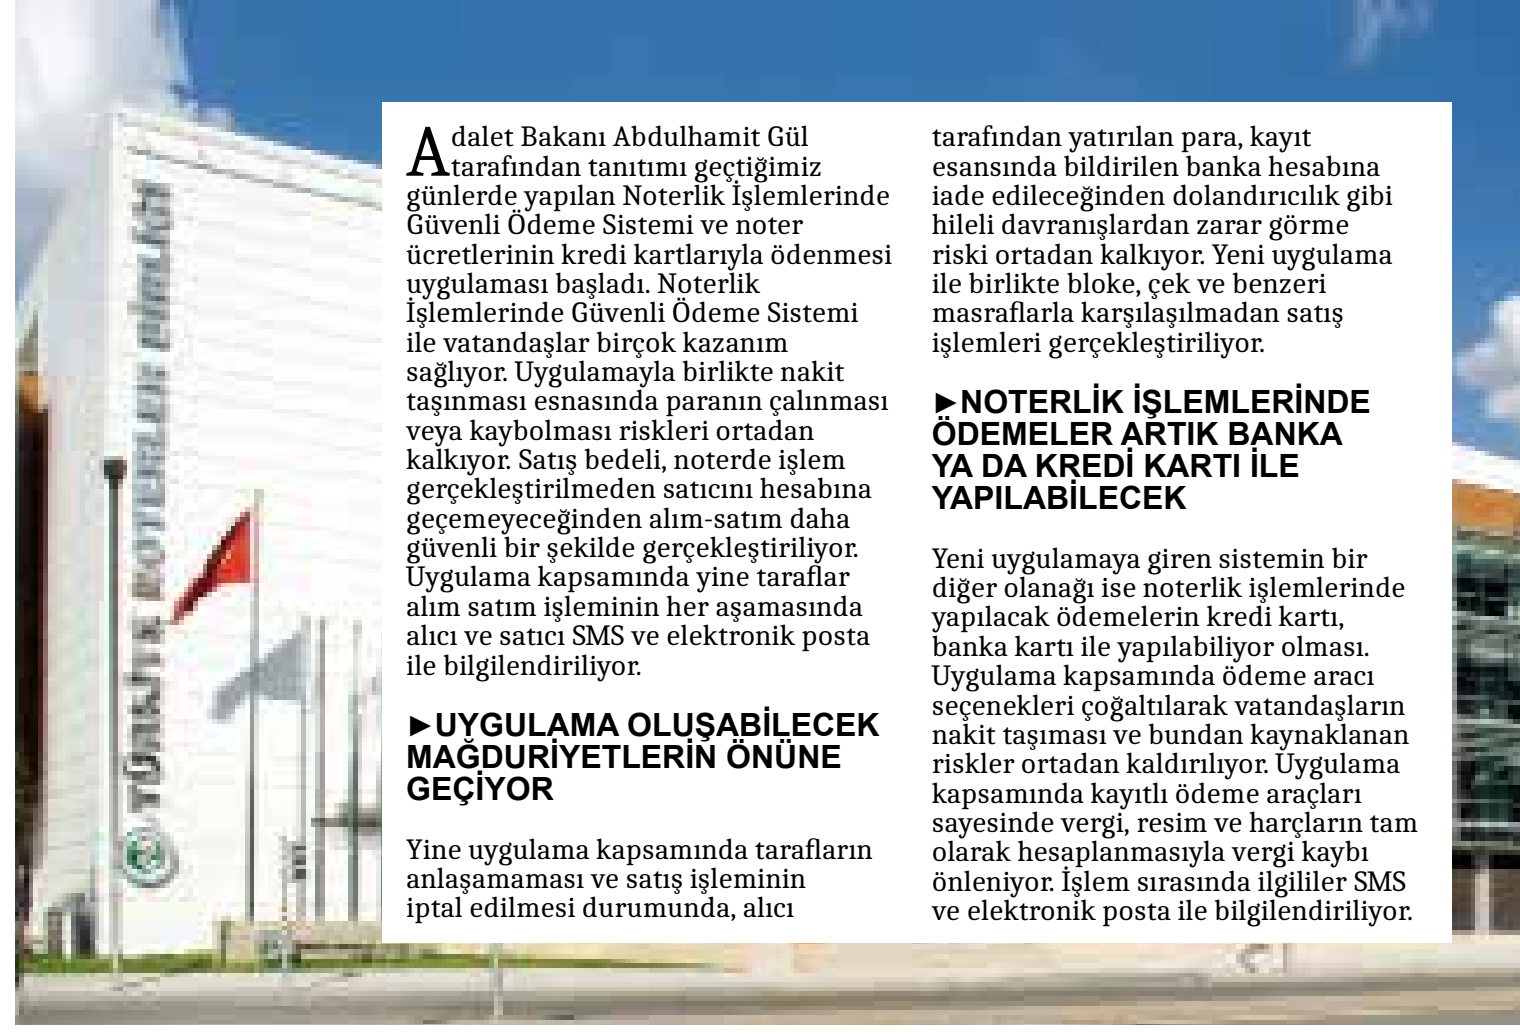 TÜRKİYE NOTERLER BİRLİĞİ
Adalet Bakanı Abdulhamit Gül
tarafından tanıtımı geçtiğimiz
günlerde yapılan Noterlik İşlemlerinde
Güvenli Ödeme Sistemi ve noter
ücretlerinin kredi kartlarıyla ödenmesi
uygulaması başladı. Noterlik
İşlemlerinde Güvenli Ödeme Sistemi
ile vatandaşlar birçok kazanım
sağlıyor. Uygulamayla birlikte nakit
taşınması esnasında paranın çalınması
veya kaybolması riskleri ortadan
kalkıyor. Satış bedeli, noterde işlem
gerçekleştirilmeden satıcını hesabına
geçemeyeceğinden alım-satım daha
güvenli bir şekilde gerçekleştiriliyor.
Uygulama kapsamında yine taraflar
alım satım işleminin her aşamasında
alıcı ve satıcı SMS ve elektronik posta
ile bilgilendiriliyor.
►UYGULAMA OLUŞABİLECEK
MAĞDURİYETLERİN ÖNÜNE
GEÇİYOR
Yine uygulama kapsamında tarafların
anlaşamaması ve satış işleminin
iptal edilmesi durumunda, alıcı
tarafından yatırılan para, kayıt
esansında bildirilen banka hesabına
iade edileceğinden dolandırıcılık gibi
hileli davranışlardan zarar görme
riski ortadan kalkıyor. Yeni uygulama
ile birlikte bloke, çek ve benzeri
masraflarla karşılaşılmadan satış
işlemleri gerçekleştiriliyor.
►NOTERLİK İŞLEMLERİNDE
ÖDEMELER ARTIK BANKA
YA DA KREDİ KARTI İLE
YAPILABİLECEK
Yeni uygulamaya giren sistemin bir
diğer olanağı ise noterlik işlemlerinde
yapılacak ödemelerin kredi kartı,
banka kartı ile yapılabiliyor olması.
Uygulama kapsamında ödeme aracı
seçenekleri çoğaltılarak vatandaşların
nakit taşıması ve bundan kaynaklanan
riskler ortadan kaldırılıyor. Uygulama
kapsamında kayıtlı ödeme araçları
sayesinde vergi, resim ve harçların tam
olarak hesaplanmasıyla vergi kaybı
önleniyor. İşlem sırasında ilgililer SMS
ve elektronik posta ile bilgilendiriliyor.